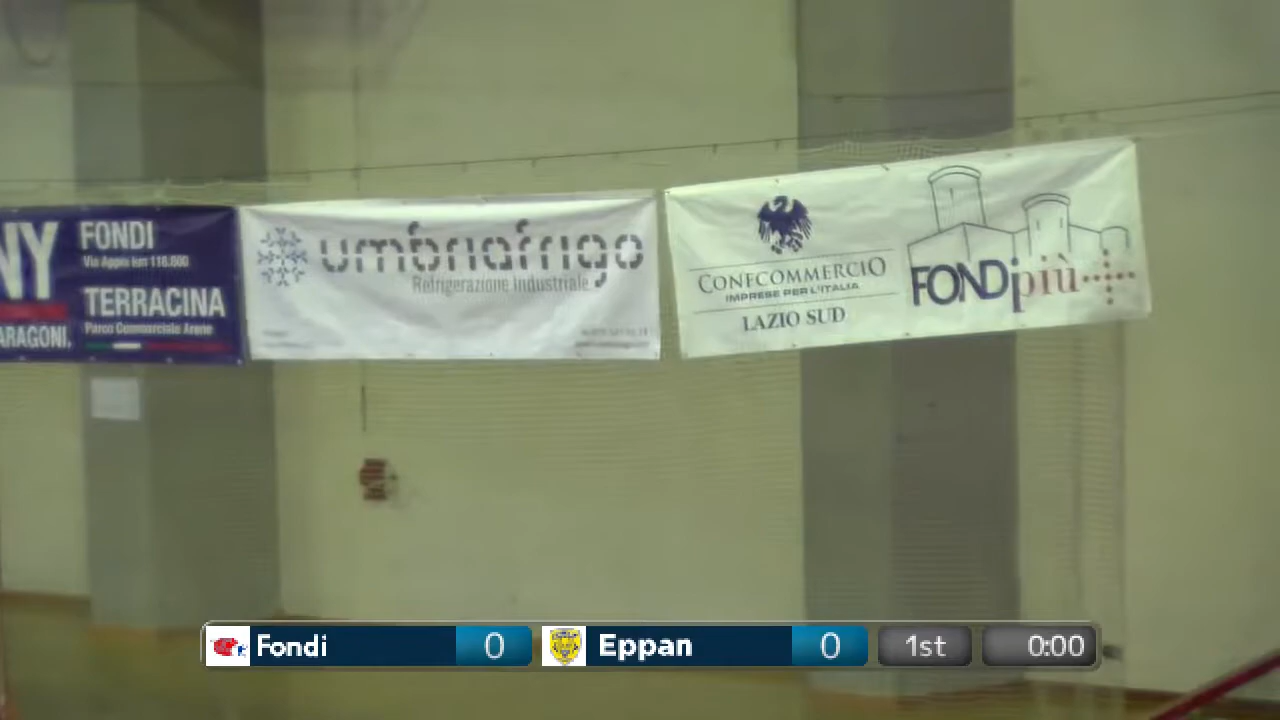 NY
FONDI
Via Appia km 118.600
TERRACINA
Parco Commerciale Arene
ARAGONI.
umbriafrigo
Refrigerazione Industriale
CONFCOMMERCIO
IMPRESE PER L'ITALIA
LAZIO SUD
FONDIpiù
Fondi 0 Eppan 0 1st 0:00